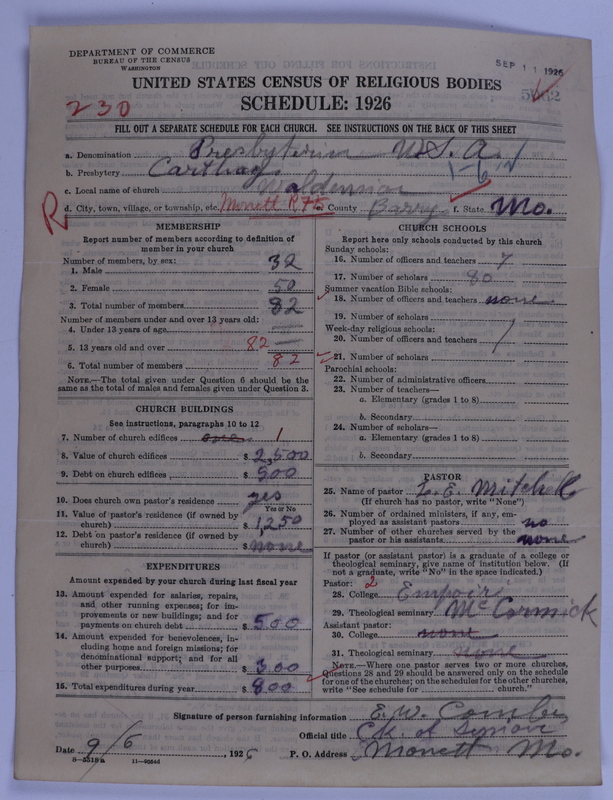 DEPARTMENT OF COMMERCE
BUREAU OF THE CENSUS
WASHINGTON
SEP 11 1926
230
UNITED STATES CENSUS OF RELIGIOUS BODIES
SCHEDULE: 1926
FILL OUT A SEPARATE SCHEDULE FOR EACH CHURCH. SEE INSTRUCTIONS ON THE BACK OF THIS SHEET
a. Denomination Presbyterian U.S.A.
b. Presbytery Carthage
c. Local name of church Waldensian
R d. City, town, village, or township, etc. Monett R#5 e. County Barry f. State Mo.
MEMBERSHIP
Report number of members according to definition of member in your church
Number of members, by sex:
1. Male 32
2. Female 50
3. Total number of members 82
Number of members under and over 13 years old:
4. Under 13 years of age
5. 13 years old and over 82
6. Total number of members 82
NOTE.—The total given under Question 6 should be the same as the total of males and females given under Question 3.
CHURCH BUILDINGS
See instructions, paragraphs 10 to 12
7. Number of church edifices one 1
8. Value of church edifices $ 2,500
9. Debt on church edifices $ 500
10. Does church own pastor's residence yes
Yes or No
11. Value of pastor's residence (if owned by church) $ 1,250
12. Debt on pastor's residence (if owned by church) $ none
EXPENDITURES
Amount expended by your church during last fiscal year
13. Amount expended for salaries, repairs, and other running expenses; for improvements or new buildings; and for payments on church debt $ 500
14. Amount expended for benevolences, including home and foreign missions; for denominational support; and for all other purposes $ 300
15. Total expenditures during year $ 800
CHURCH SCHOOLS
Report here only schools conducted by this church
Sunday schools:
16. Number of officers and teachers 7
17. Number of scholars 80
Summer vacation Bible schools:
18. Number of officers and teachers none
19. Number of scholars
Week-day religious schools:
20. Number of officers and teachers
21. Number of scholars
Parochial schools:
22. Number of administrative officers
23. Number of teachers—
a. Elementary (grades 1 to 8)
b. Secondary
24. Number of scholars—
a. Elementary (grades 1 to 8)
b. Secondary
PASTOR
25. Name of pastor L. E. Mitchell
(If church has no pastor, write "None")
26. Number of ordained ministers, if any, employed as assistant pastors no
27. Number of other churches served by the pastor or his assistants none
If pastor (or assistant pastor) is a graduate of a college or theological seminary, give name of institution below. (If not a graduate, write "No" in the space indicated.)
Pastor: 2
28. College Emporia
29. Theological seminary McCormick
Assistant pastor:
30. College none
31. Theological seminary none
NOTE.—Where one pastor serves two or more churches, Questions 28 and 29 should be answered only on the schedule for one of the churches; on the schedules for the other churches, write "See schedule for church."
Signature of person furnishing information E. W. Combe
Official title Clk. of Session
Date 9/6, 1926 P. O. Address Monett Mo.
8-5518a 11-9064d